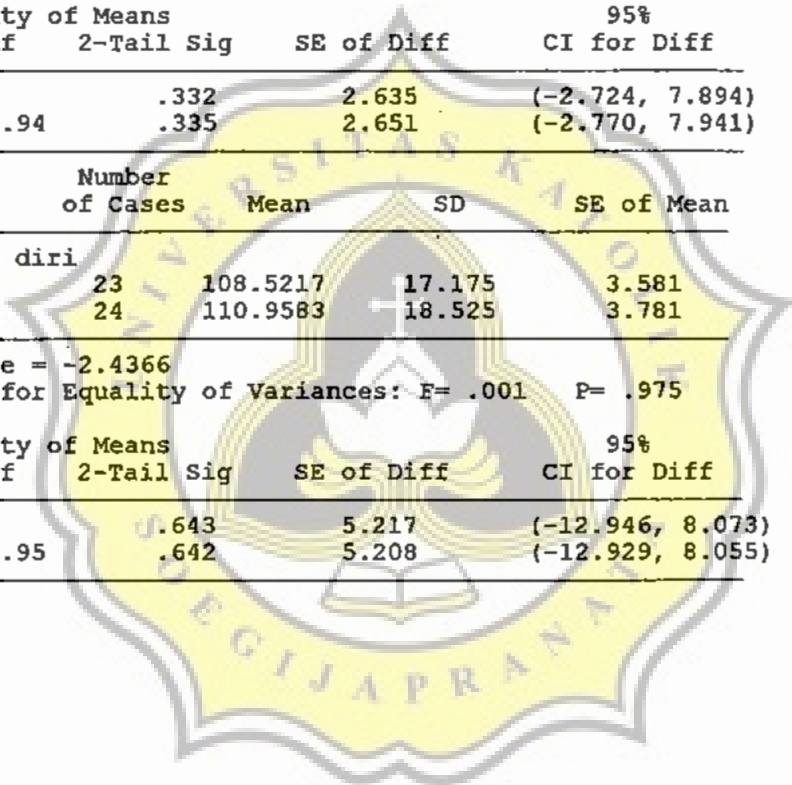 ty of Means 95%
f 2-Tail Sig SE of Diff CI for Diff
.332 2.635 (-2.724, 7.894)
.94 .335 2.651 (-2.770, 7.941)
Number
of Cases Mean SD SE of Mean
diri
23 108.5217 17.175 3.581
24 110.9583 18.525 3.781
e = -2.4366
for Equality of Variances: F= .001 P= .975
ty of Means 95%
f 2-Tail Sig SE of Diff CI for Diff
.643 5.217 (-12.946, 8.073)
.95 .642 5.208 (-12.929, 8.055)
UNIVERSITAS KATOLIK
SOEGIJAPRANATA